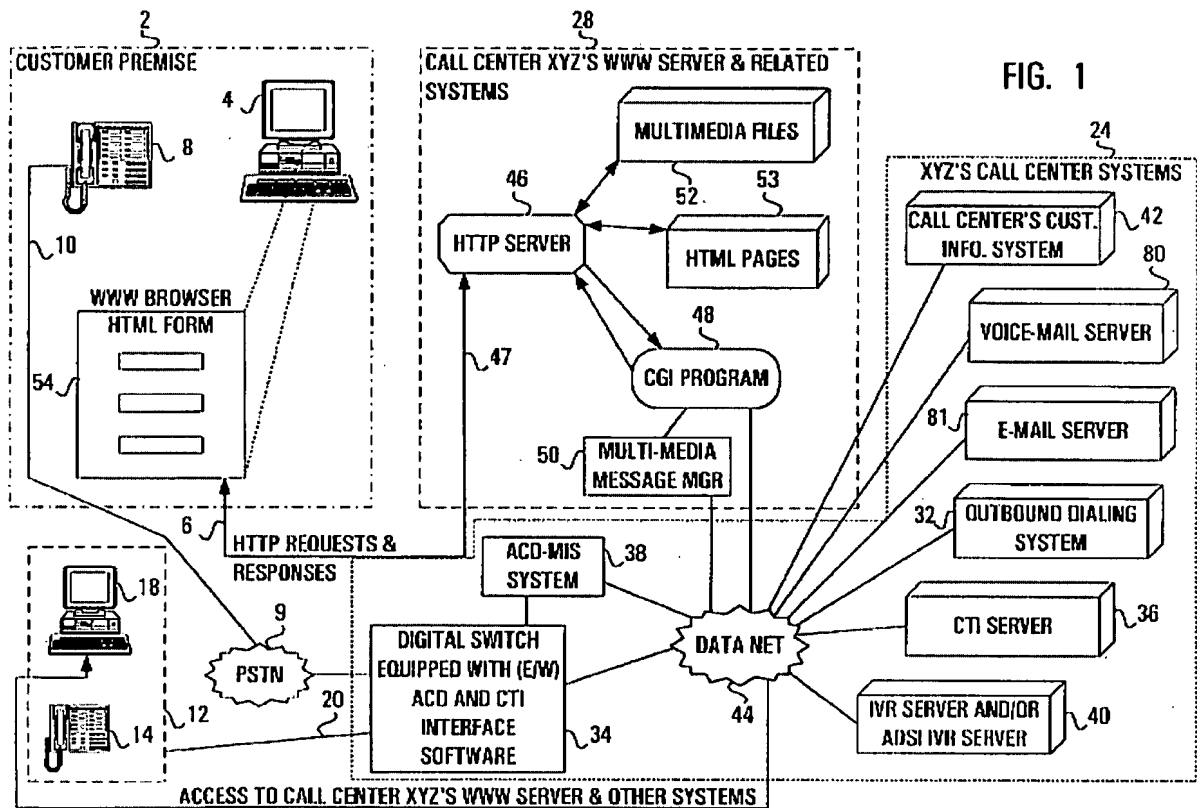 2
CUSTOMER PREMISE
4
8
10
WWW BROWSER
HTML FORM
54
6
HTTP REQUESTS &
RESPONSES
47
28
CALL CENTER XYZ'S WWW SERVER & RELATED
SYSTEMS
MULTIMEDIA FILES
52
53
46
HTTP SERVER
HTML PAGES
48
CGI PROGRAM
50
MULTI-MEDIA
MESSAGE MGR
FIG. 1
24
XYZ'S CALL CENTER SYSTEMS
CALL CENTER'S CUST.
INFO. SYSTEM
42
80
VOICE-MAIL SERVER
81
E-MAIL SERVER
32
OUTBOUND DIALING
SYSTEM
CTI SERVER
36
IVR SERVER AND/OR
ADSI IVR SERVER
40
ACD-MIS
SYSTEM
38
DATA NET
44
DIGITAL SWITCH
EQUIPPED WITH (E/W)
ACD AND CTI
INTERFACE
SOFTWARE
34
9
PSTN
18
14
12
20
ACCESS TO CALL CENTER XYZ'S WWW SERVER & OTHER SYSTEMS